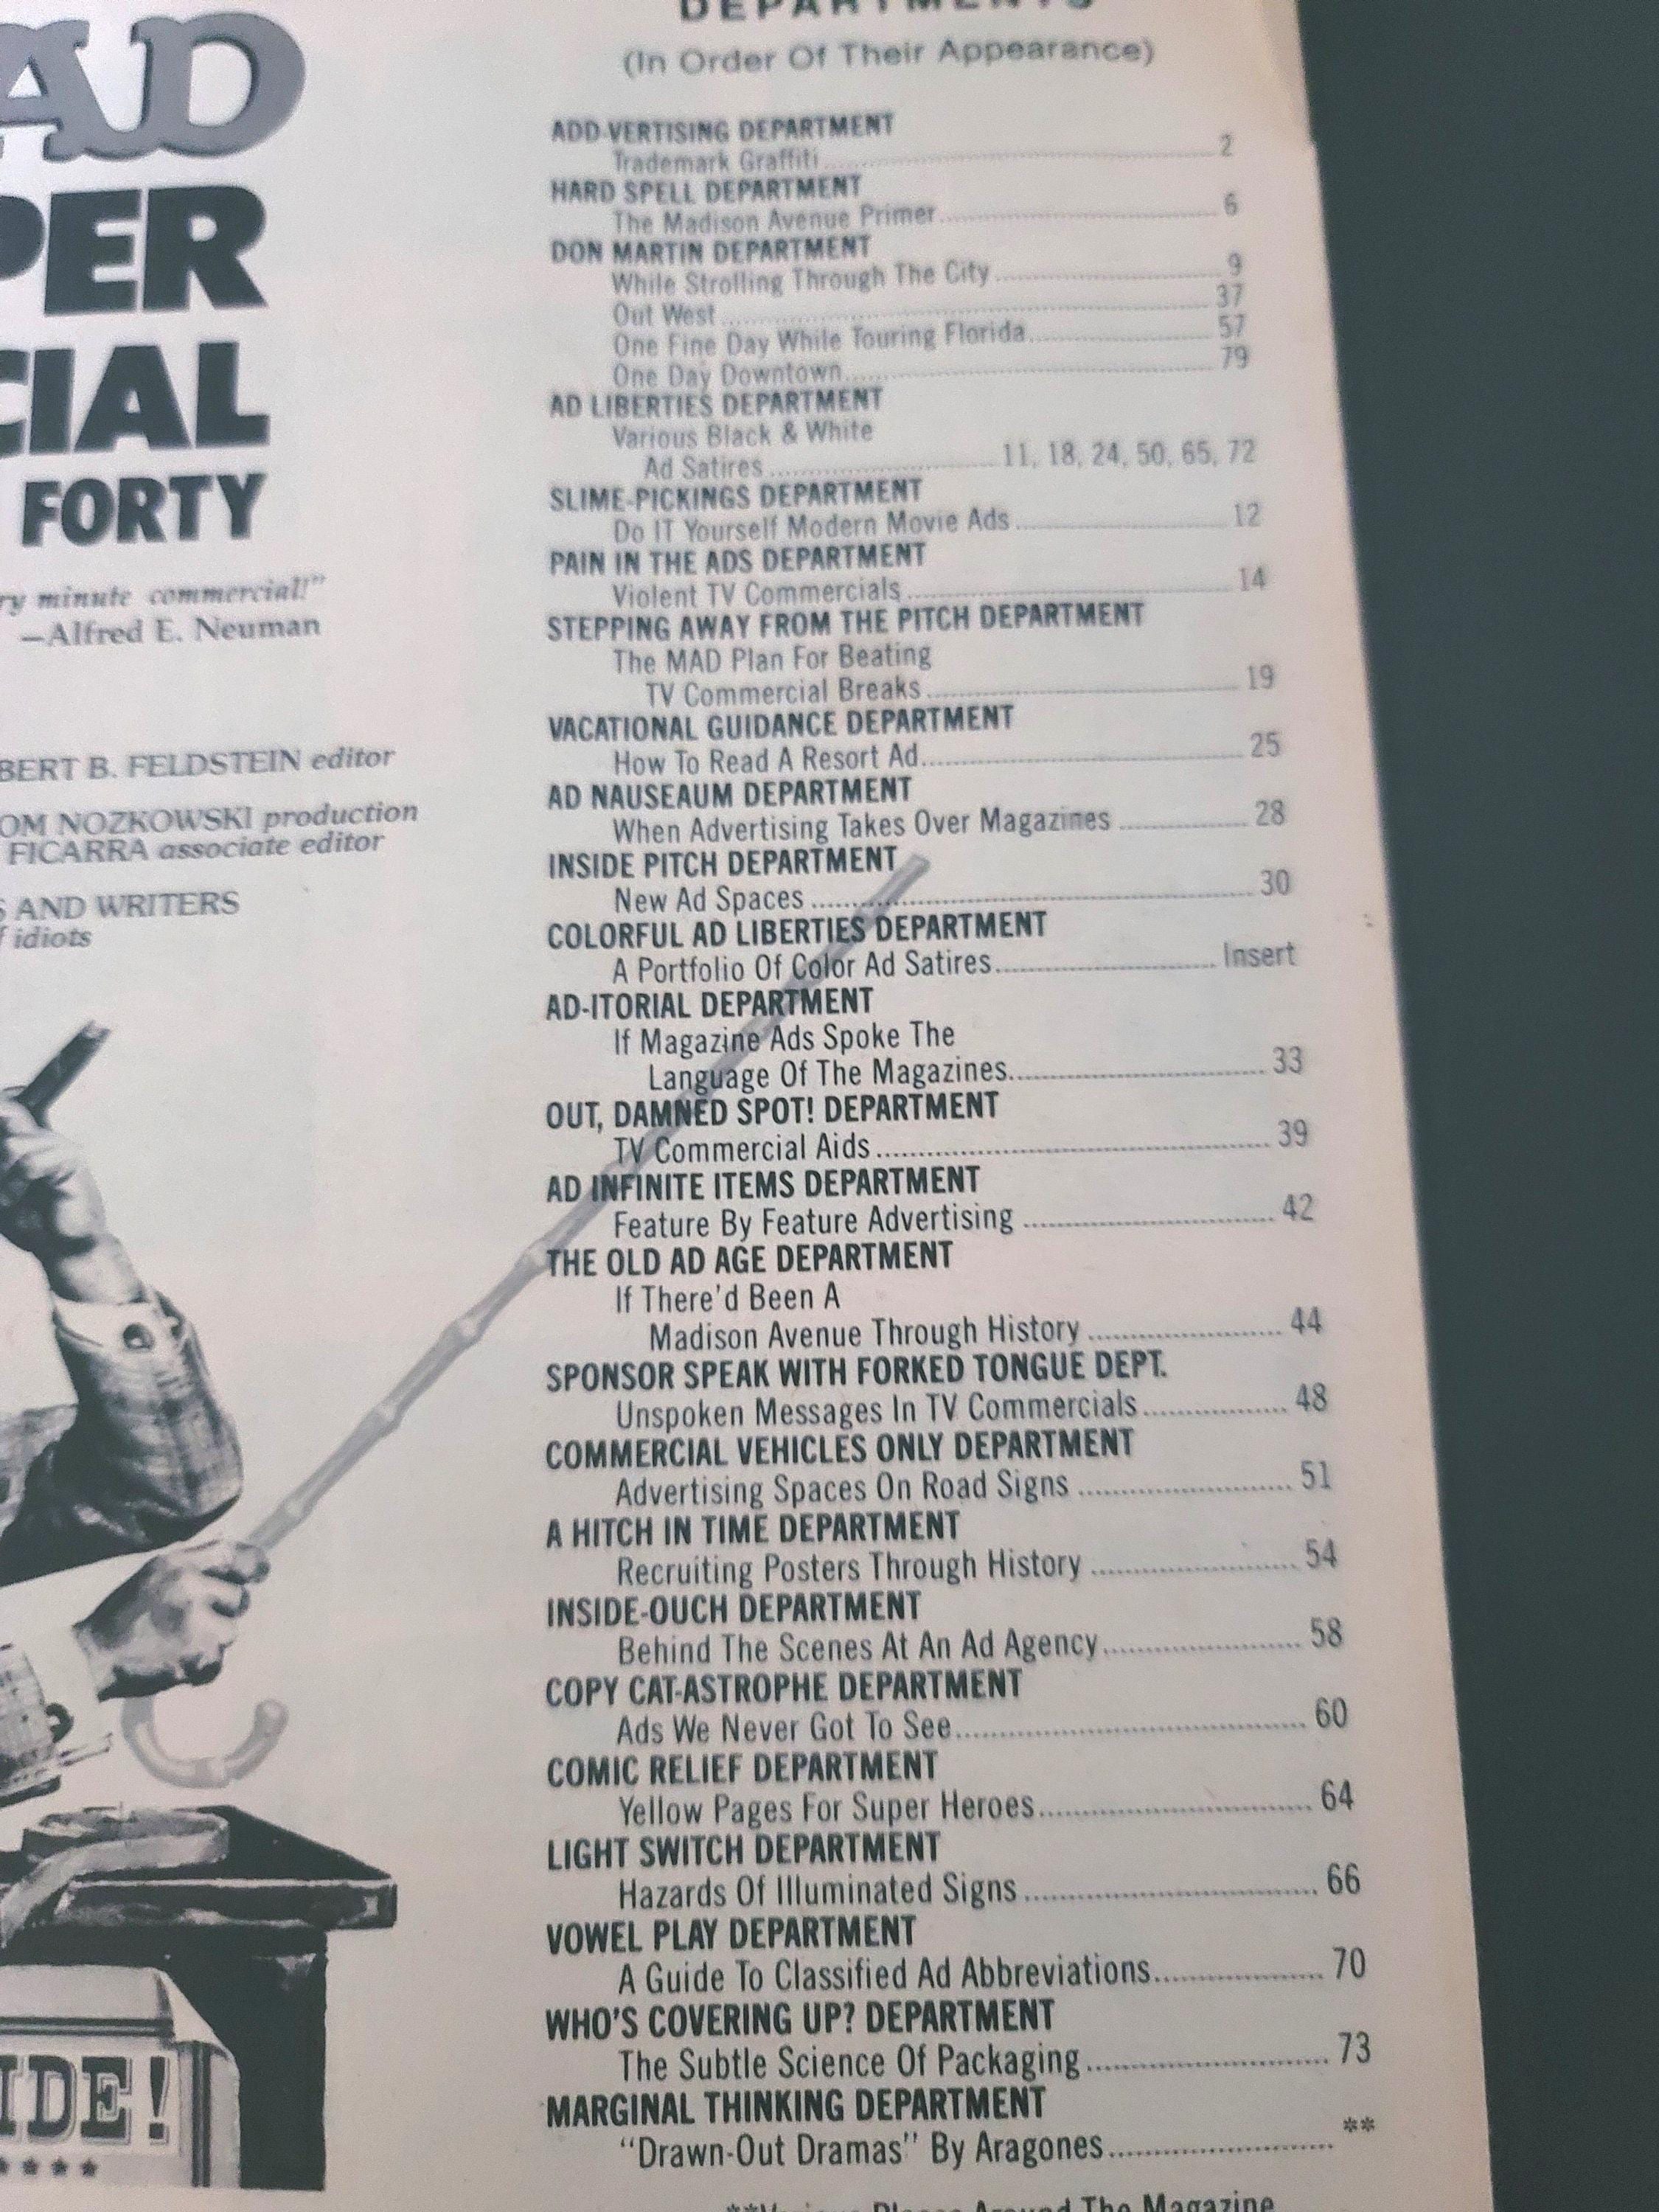 AD
PER
CIAL
FORTY
ry minute commercial!"
—Alfred E. Neuman
BERT B. FELDSTEIN editor
OM NOZKOWSKI production
FICARRA associate editor
S AND WRITERS
f idiots
IDE!
DEPARTMENTS
(In Order Of Their Appearance)
ADD-VERTISING DEPARTMENT
Trademark Graffiti 2
HARD SPELL DEPARTMENT
The Madison Avenue Primer 6
DON MARTIN DEPARTMENT
While Strolling Through The City 9
Out West 37
One Fine Day While Touring Florida 57
One Day Downtown 79
AD LIBERTIES DEPARTMENT
Various Black & White
Ad Satires 11, 18, 24, 50, 65, 72
SLIME-PICKINGS DEPARTMENT
Do IT Yourself Modern Movie Ads 12
PAIN IN THE ADS DEPARTMENT
Violent TV Commercials 14
STEPPING AWAY FROM THE PITCH DEPARTMENT
The MAD Plan For Beating
TV Commercial Breaks 19
VACATIONAL GUIDANCE DEPARTMENT
How To Read A Resort Ad 25
AD NAUSEAUM DEPARTMENT
When Advertising Takes Over Magazines 28
INSIDE PITCH DEPARTMENT
New Ad Spaces 30
COLORFUL AD LIBERTIES DEPARTMENT
A Portfolio Of Color Ad Satires Insert
AD-ITORIAL DEPARTMENT
If Magazine Ads Spoke The
Language Of The Magazines 33
OUT, DAMNED SPOT! DEPARTMENT
TV Commercial Aids 39
AD INFINITE ITEMS DEPARTMENT
Feature By Feature Advertising 42
THE OLD AD AGE DEPARTMENT
If There'd Been A
Madison Avenue Through History 44
SPONSOR SPEAK WITH FORKED TONGUE DEPT.
Unspoken Messages In TV Commercials 48
COMMERCIAL VEHICLES ONLY DEPARTMENT
Advertising Spaces On Road Signs 51
A HITCH IN TIME DEPARTMENT
Recruiting Posters Through History 54
INSIDE-OUCH DEPARTMENT
Behind The Scenes At An Ad Agency 58
COPY CAT-ASTROPHE DEPARTMENT
Ads We Never Got To See 60
COMIC RELIEF DEPARTMENT
Yellow Pages For Super Heroes 64
LIGHT SWITCH DEPARTMENT
Hazards Of Illuminated Signs 66
VOWEL PLAY DEPARTMENT
A Guide To Classified Ad Abbreviations 70
WHO'S COVERING UP? DEPARTMENT
The Subtle Science Of Packaging 73
MARGINAL THINKING DEPARTMENT
"Drawn-Out Dramas" By Aragones **
**Various Places Around The Magazine